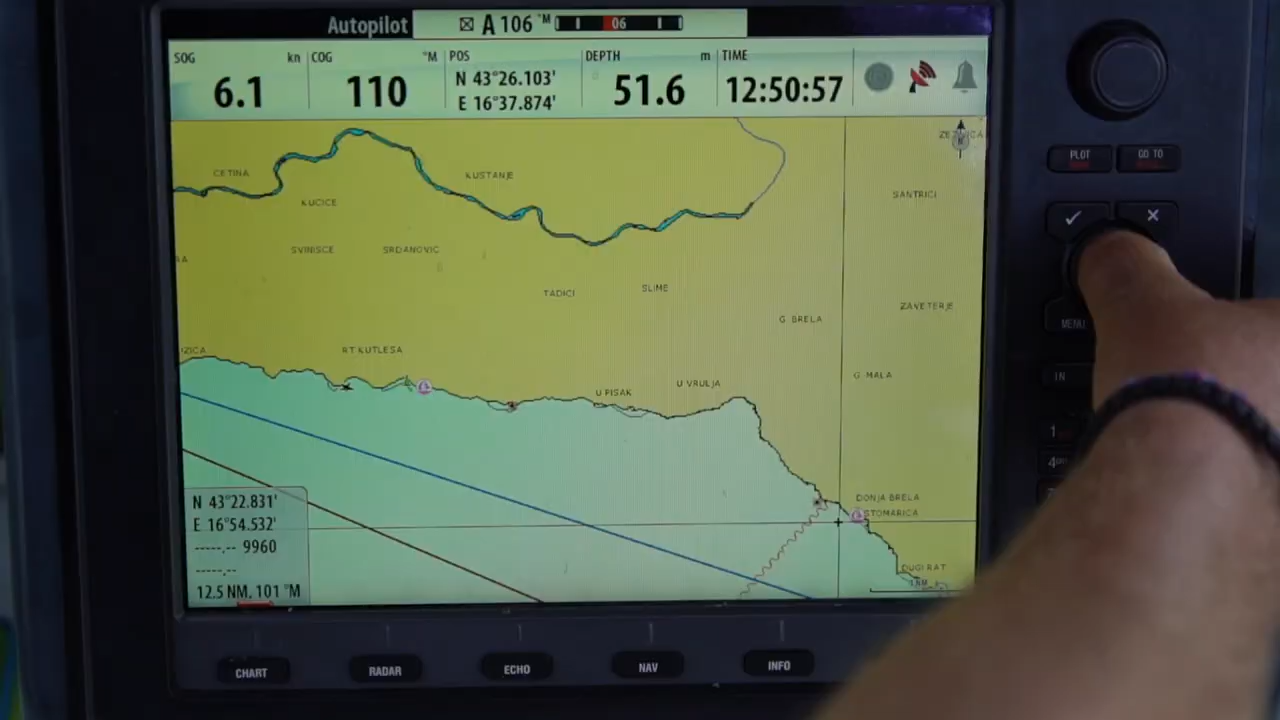 Autopilot A 106 °M 06
SOG kn COG °M POS DEPTH m TIME
6.1 110 N 43°26.103' 51.6 12:50:57
E 16°37.874'
CETINA
KUCICE
KUSTANJE
SANTRICI
SVINISCE
SRDANOVIC
TADICI
SLIME
G BRELA
ZAVETERJE
RT KUTLESA
U PISAK
U VRULJA
G MALA
DONJA BRELA
STOMARICA
DUGI RAT
N 43°22.831'
E 16°54.532'
-----.-- 9960
-----.--
12.5 NM, 101 °M
PLOT
GO TO
MENU
IN
1
4
CHART
RADAR
ECHO
NAV
INFO